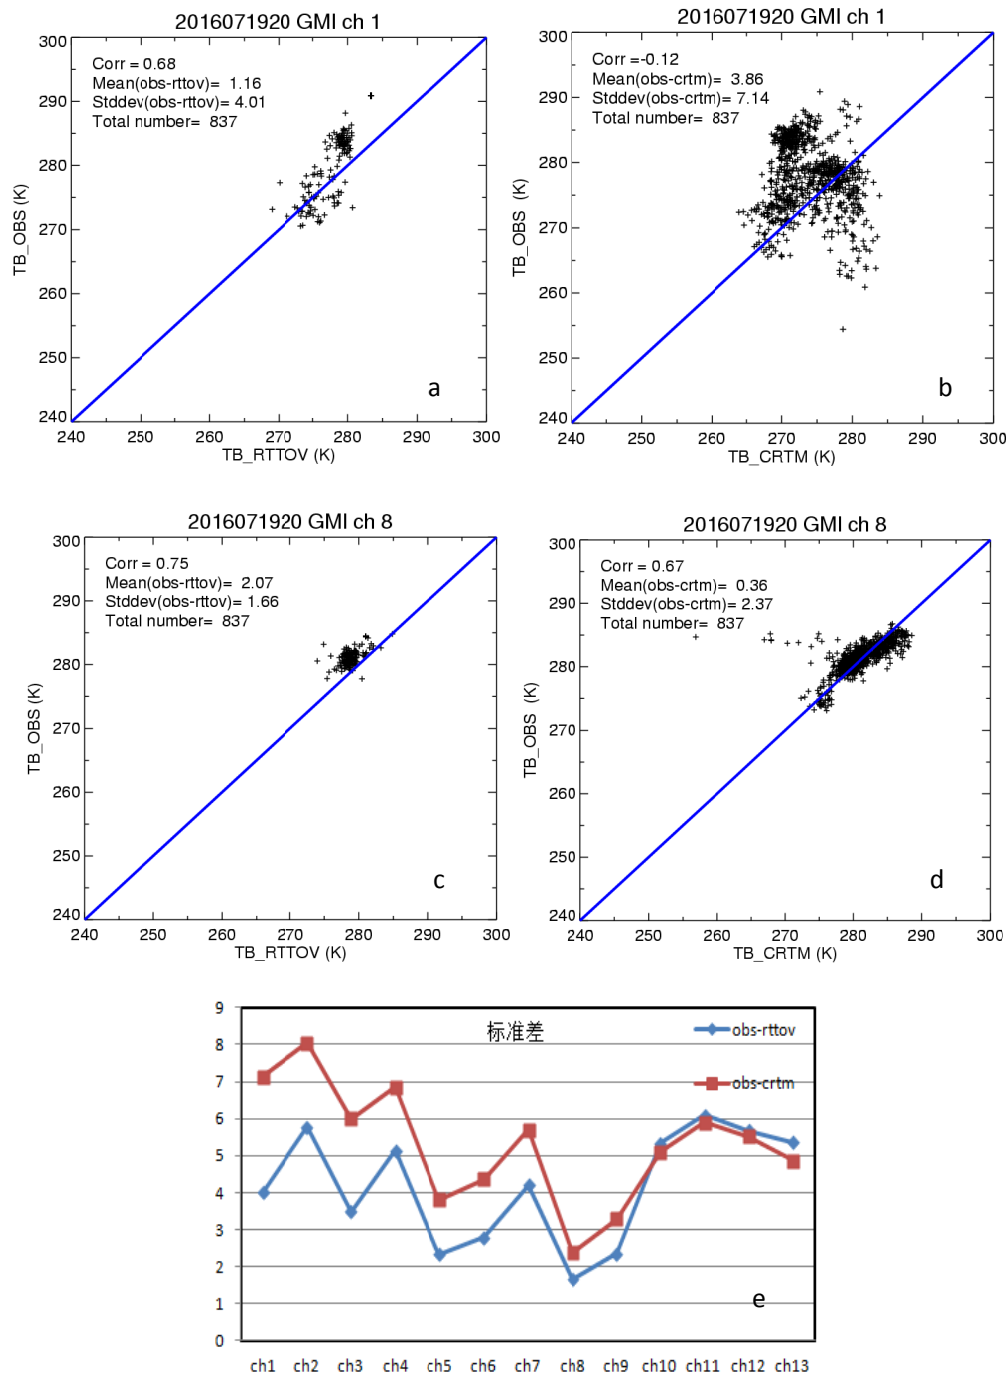 2016071920 GMI ch 1
Corr = 0.68
Mean(obs-rttov)= 1.16
Stddev(obs-rttov)= 4.01
Total number= 837
300
290
280
270
260
250
240
TB_OBS (K)
a
240 250 260 270 280 290 300
TB_RTTOV (K)
2016071920 GMI ch 1
Corr =-0.12
Mean(obs-crtm)= 3.86
Stddev(obs-crtm)= 7.14
Total number= 837
300
290
280
270
260
250
240
TB_OBS (K)
b
240 250 260 270 280 290 300
TB_CRTM (K)
2016071920 GMI ch 8
Corr = 0.75
Mean(obs-rttov)= 2.07
Stddev(obs-rttov)= 1.66
Total number= 837
300
290
280
270
260
250
240
TB_OBS (K)
c
240 250 260 270 280 290 300
TB_RTTOV (K)
2016071920 GMI ch 8
Corr = 0.67
Mean(obs-crtm)= 0.36
Stddev(obs-crtm)= 2.37
Total number= 837
300
290
280
270
260
250
240
TB_OBS (K)
d
240 250 260 270 280 290 300
TB_CRTM (K)
标准差
obs-rttov
obs-crtm
9
8
7
6
5
4
3
2
1
0
e
ch1 ch2 ch3 ch4 ch5 ch6 ch7 ch8 ch9 ch10 ch11 ch12 ch13